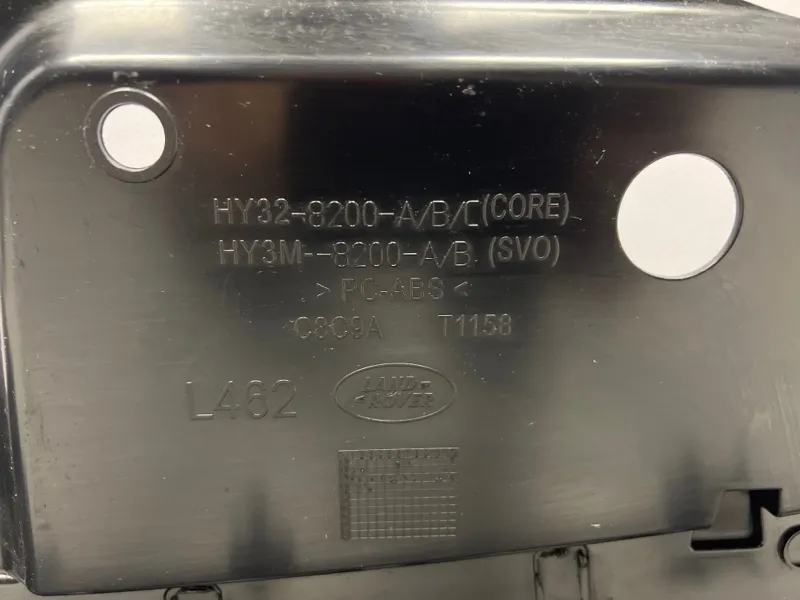 HY32-8200-A/B/C(CORE)
HY3M--8200-A/B.(SVO)
> PC-ABS <
C8C9A T1158
L462
LAND-
-ROVER